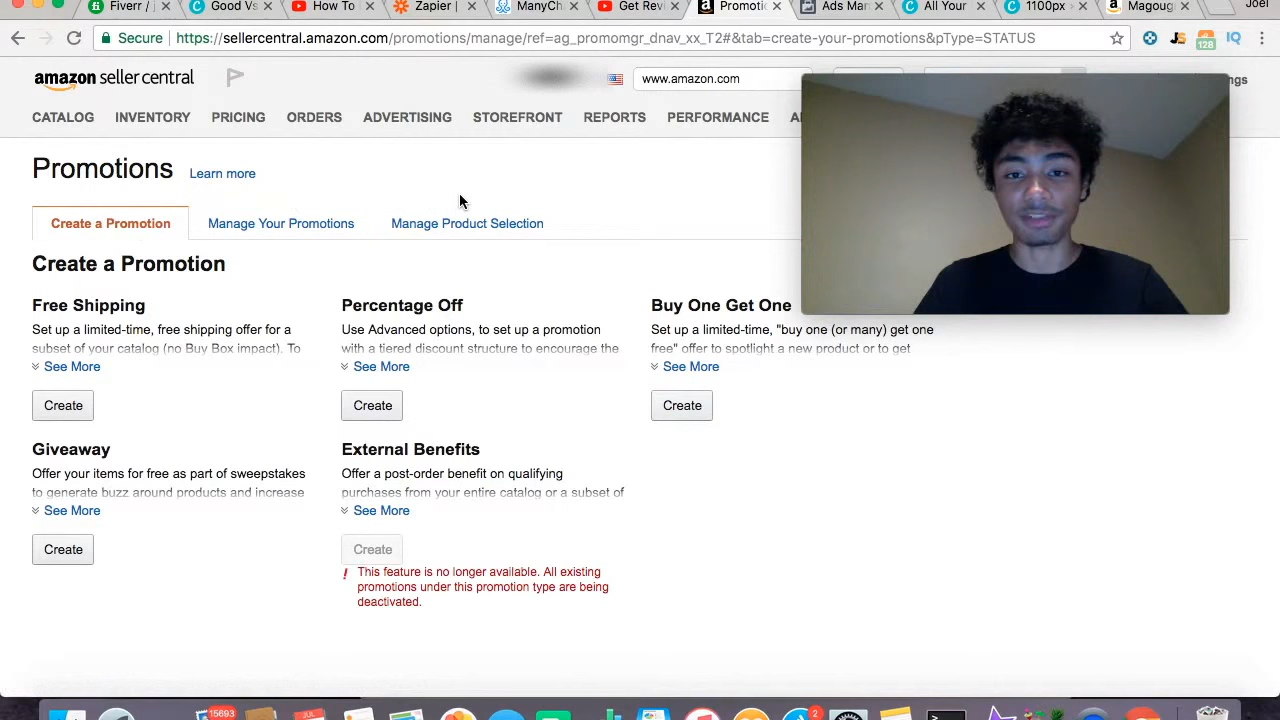 Fiverr /
Good Vs
How To
Zapier |
ManyCh
Get Revi
Promotic
Ads Man
All Your
1100px
Magoug
Joel
Secure
https://sellercentral.amazon.com/promotions/manage/ref=ag_promomgr_dnav_xx_T2#&tab=create-your-promotions&pType=STATUS
128
amazon seller central
www.amazon.com
ngs
CATALOG INVENTORY PRICING ORDERS ADVERTISING STOREFRONT REPORTS PERFORMANCE
Promotions Learn more
Create a Promotion Manage Your Promotions Manage Product Selection
Create a Promotion
Free Shipping
Set up a limited-time, free shipping offer for a
subset of your catalog (no Buy Box impact). To
See More
Create
Percentage Off
Use Advanced options, to set up a promotion
with a tiered discount structure to encourage the
See More
Create
Buy One Get One
Set up a limited-time, "buy one (or many) get one
free" offer to spotlight a new product or to get
See More
Create
Giveaway
Offer your items for free as part of sweepstakes
to generate buzz around products and increase
See More
Create
External Benefits
Offer a post-order benefit on qualifying
purchases from your entire catalog or a subset of
See More
Create
! This feature is no longer available. All existing
promotions under this promotion type are being
deactivated.
15693
JUL
2